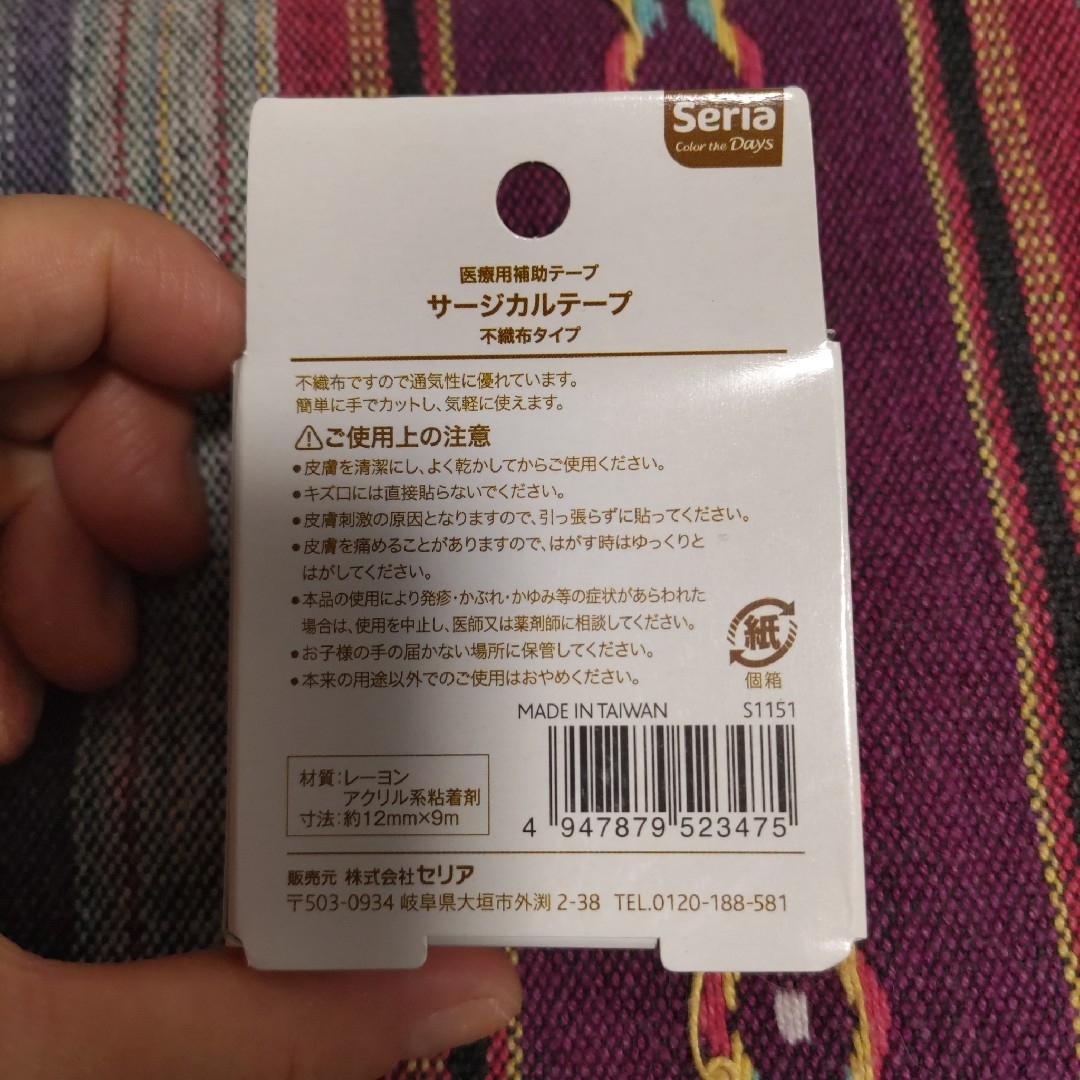 Seria
Color the Days
医療用補助テープ
サージカルテープ
不織布タイプ
不織布ですので通気性に優れています。
簡単に手でカットし、気軽に使えます。
⚠ご使用上の注意
●皮膚を清潔にし、よく乾かしてからご使用ください。
●キズ口には直接貼らないでください。
●皮膚刺激の原因となりますので、引っ張らずに貼ってください。
●皮膚を痛めることがありますので、はがす時はゆっくりと
はがしてください。
●本品の使用により発疹・かぶれ・かゆみ等の症状があらわれた
場合は、使用を中止し、医師又は薬剤師に相談してください。
●お子様の手の届かない場所に保管してください。
●本来の用途以外でのご使用はおやめください。
紙
個箱
MADE IN TAIWAN S1151
材質:レーヨン
アクリル系粘着剤
寸法:約12mm×9m
4 947879 523475
販売元 株式会社セリア
〒503-0934 岐阜県大垣市外渕 2-38 TEL.0120-188-581